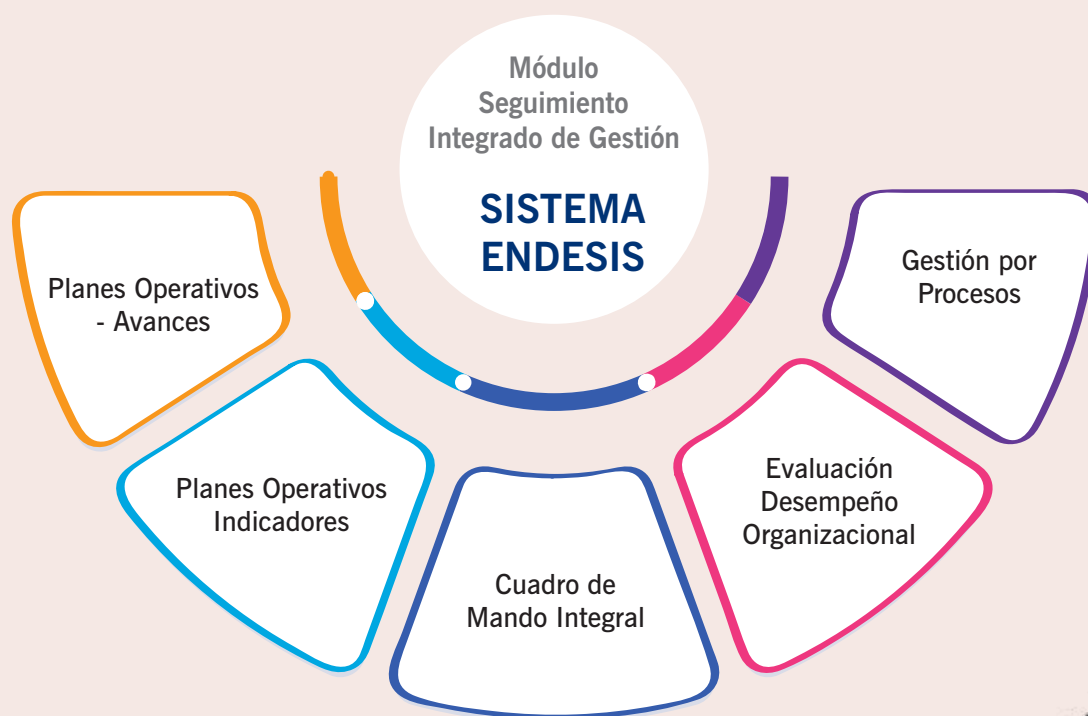 Módulo
Seguimiento
Integrado de Gestión
SISTEMA
ENDESIS
Planes Operativos
- Avances
Planes Operativos
Indicadores
Cuadro de
Mando Integral
Evaluación
Desempeño
Organizacional
Gestión por
Procesos